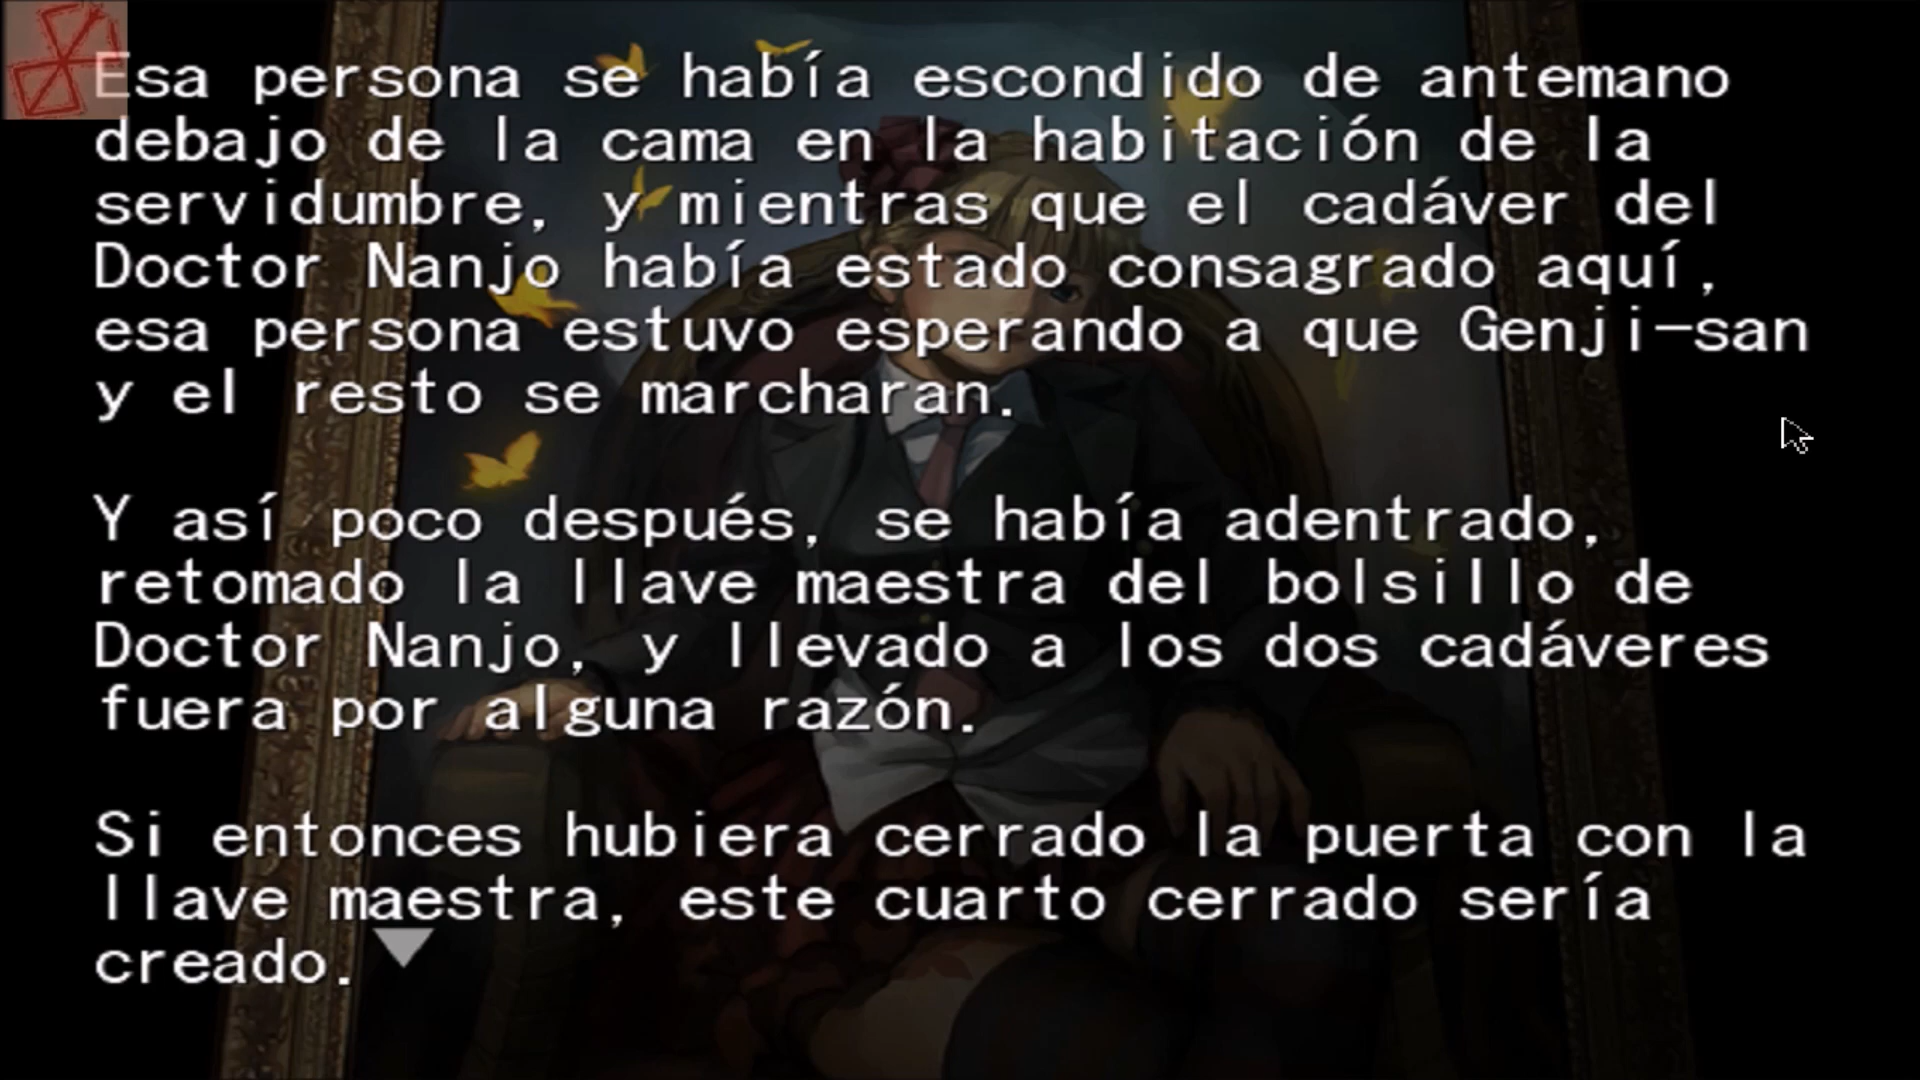 Esa persona se había escondido de antemano
debajo de la cama en la habitación de la
servidumbre, y mientras que el cadáver del
Doctor Nanjo había estado consagrado aquí,
esa persona estuvo esperando a que Genji-san
y el resto se marcharan.
Y así poco después, se había adentrado,
retomado la llave maestra del bolsillo de
Doctor Nanjo, y llevado a los dos cadáveres
fuera por alguna razón.
Si entonces hubiera cerrado la puerta con la
llave maestra, este cuarto cerrado sería
creado.